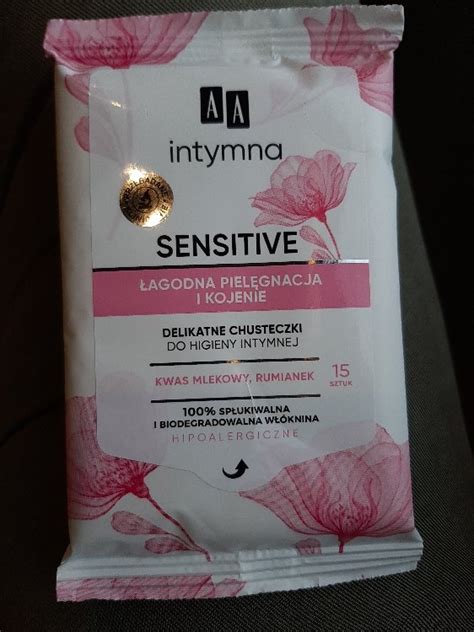 AA
intymna
SENSITIVE
ŁAGODNA PIELĘGNACJA
I KOJENIE
DELIKATNE CHUSTECZKI
DO HIGIENY INTYMNEJ
KWAS MLEKOWY, RUMIANEK
15
SZTUK
100% SPŁUKIWALNA
I BIODEGRADOWALNA WŁÓKNINA
HIPOALERGICZNE